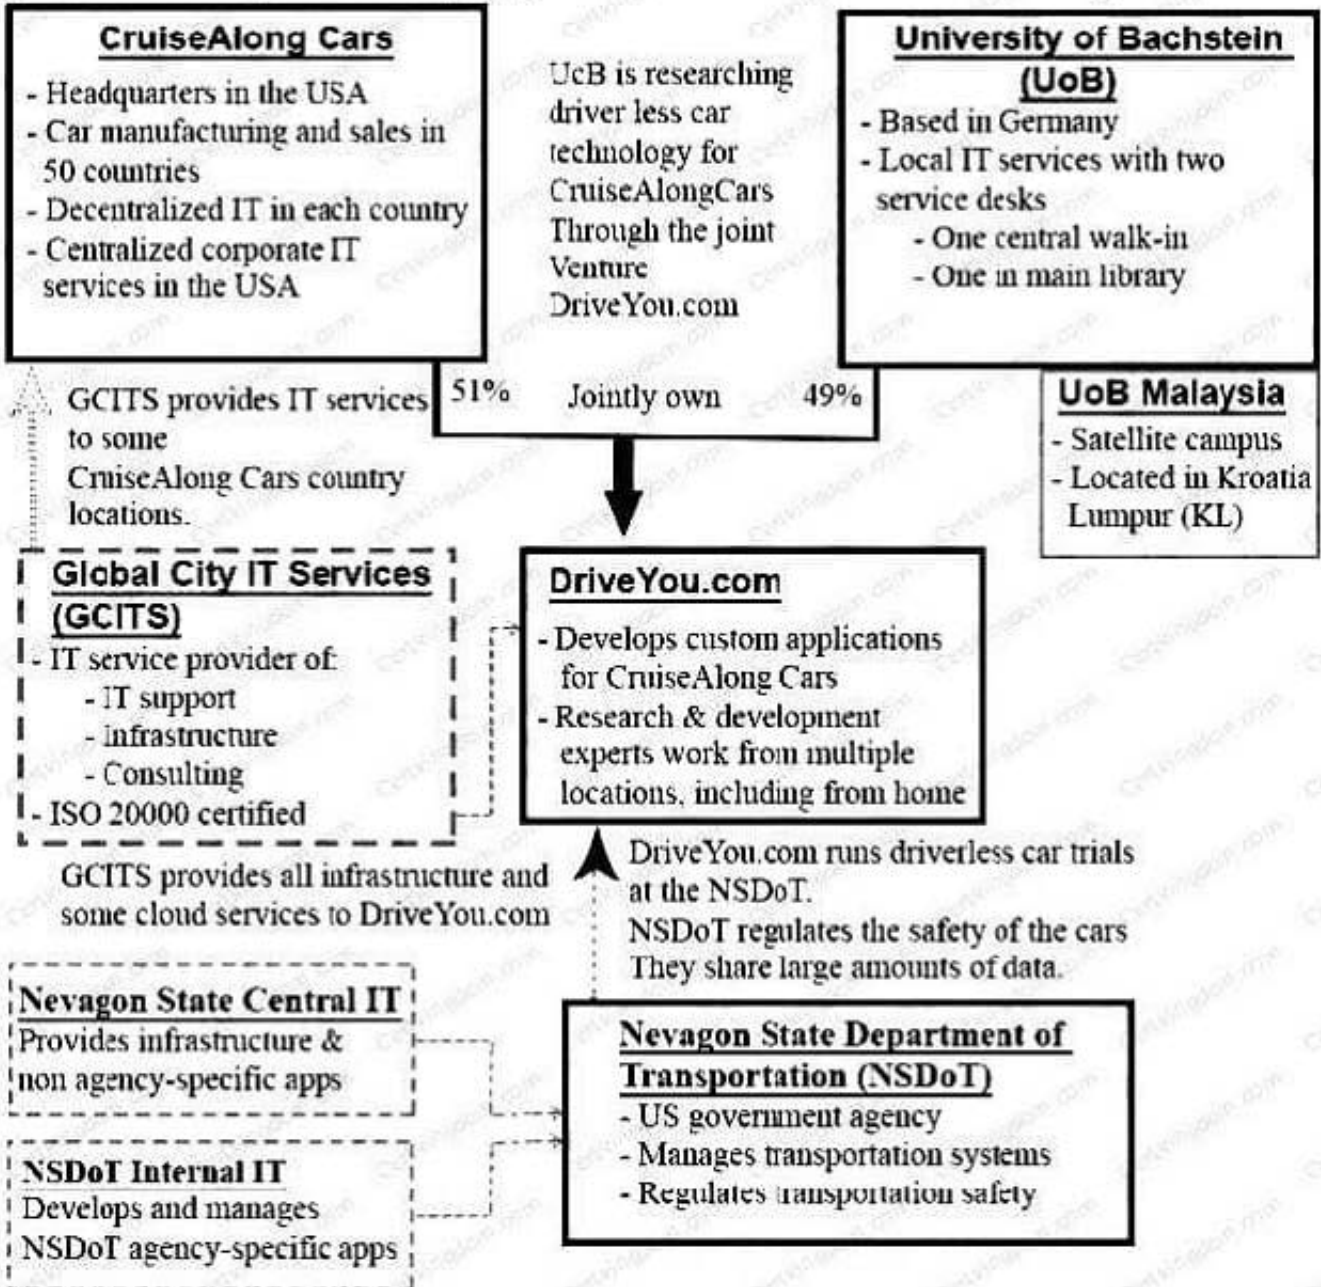 CruiseAlong Cars
- Headquarters in the USA
- Car manufacturing and sales in
50 countries
- Decentralized IT in each country
- Centralized corporate IT
services in the USA
UcB is researching
driver less car
technology for
CruiseAlongCars
Through the joint
Venture
DriveYou.com
University of Bachstein
(UoB)
- Based in Germany
- Local IT services with two
service desks
- One central walk-in
- One in main library
51% Jointly own 49%
UoB Malaysia
- Satellite campus
- Located in Kroatia
Lumpur (KL)
GCITS provides IT services
to some
CruiseAlong Cars country
locations.
Global City IT Services
(GCITS)
- IT service provider of:
- IT support
- Infrastructure
- Consulting
- ISO 20000 certified
DriveYou.com
- Develops custom applications
for CruiseAlong Cars
- Research & development
experts work from multiple
locations, including from home
GCITS provides all infrastructure and
some cloud services to DriveYou.com
DriveYou.com runs driverless car trials
at the NSDoT.
NSDoT regulates the safety of the cars
They share large amounts of data.
Nevagon State Central IT
Provides infrastructure &
non agency-specific apps
NSDoT Internal IT
Develops and manages
NSDoT agency-specific apps
Nevagon State Department of
Transportation (NSDoT)
- US government agency
- Manages transportation systems
- Regulates transportation safety